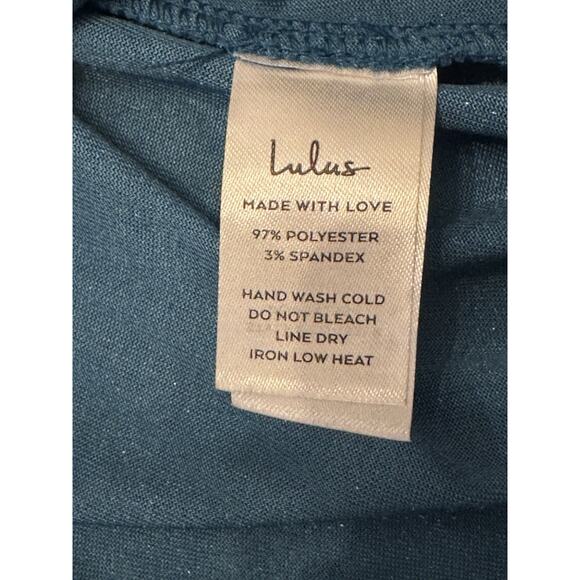 Lulus
MADE WITH LOVE
97% POLYESTER
3% SPANDEX
HAND WASH COLD
DO NOT BLEACH
LINE DRY
IRON LOW HEAT